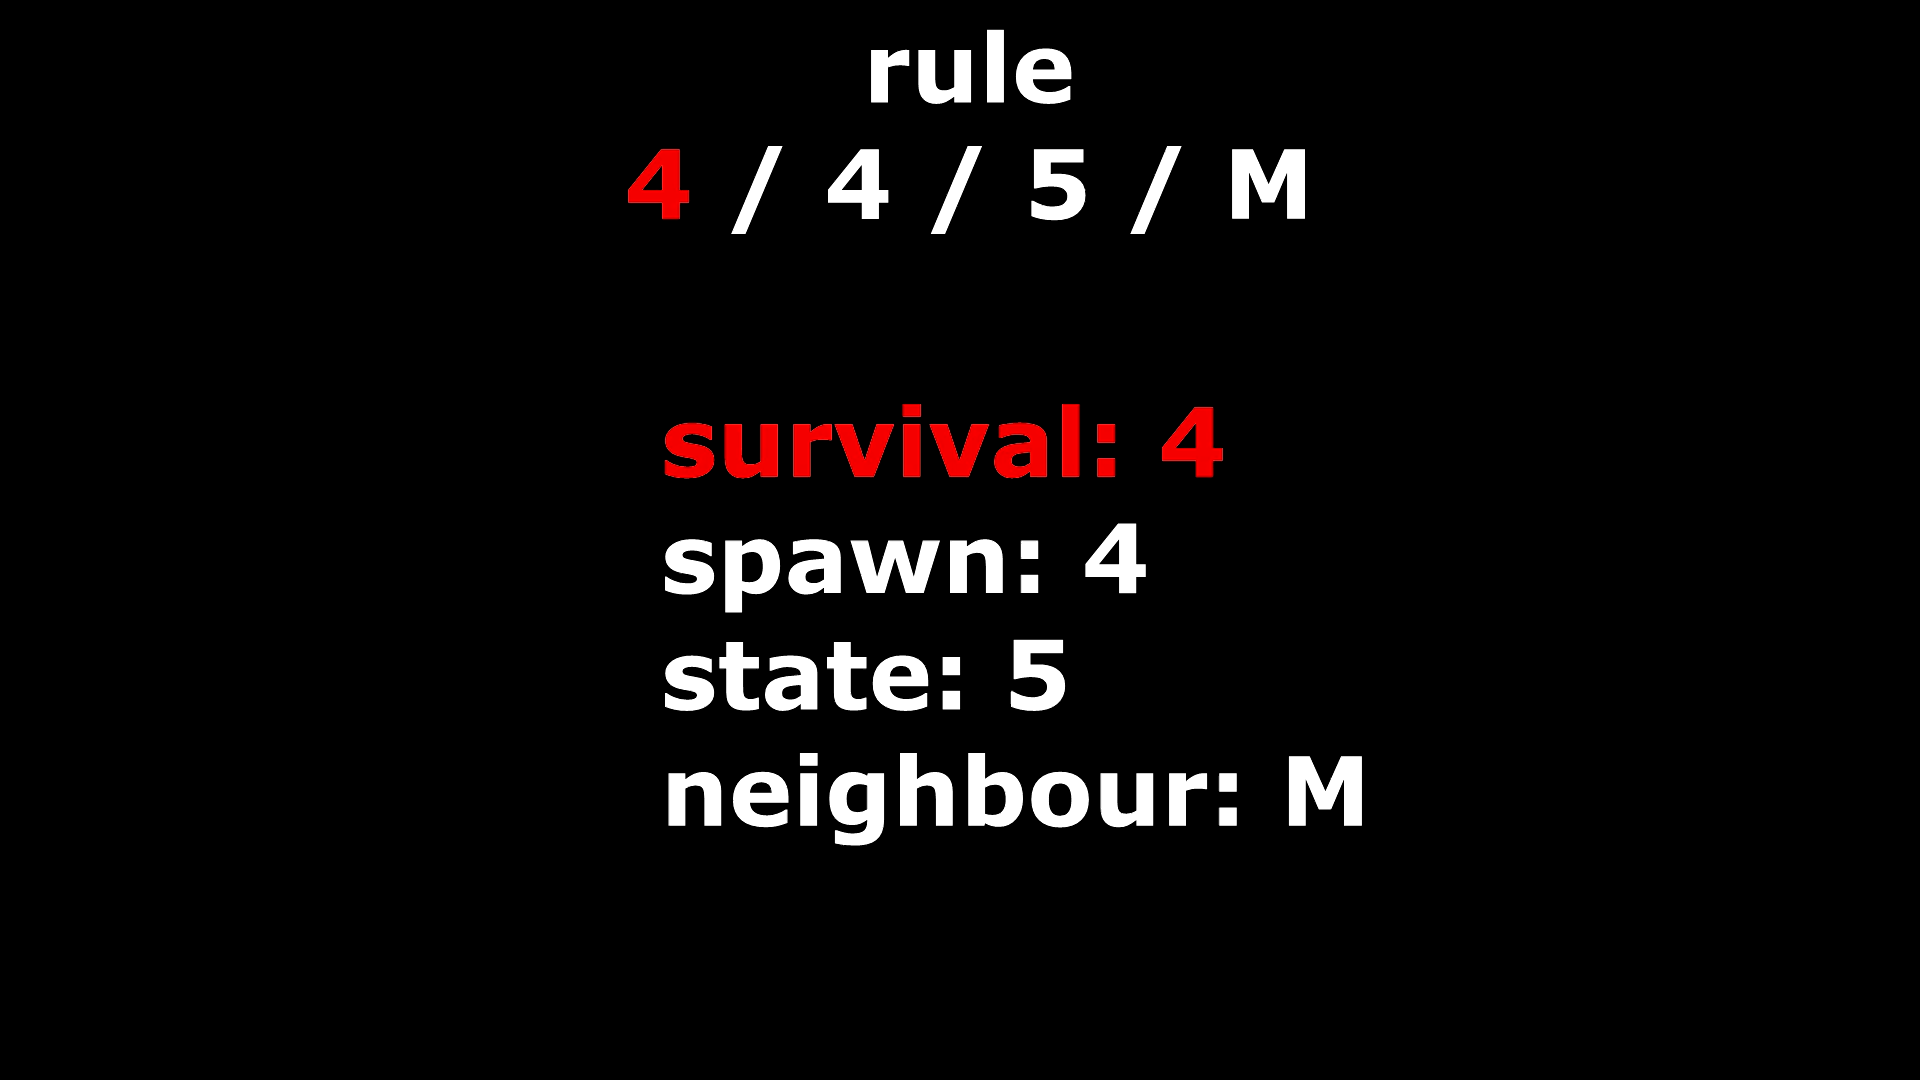 rule
4 / 4 / 5 / M
survival: 4
spawn: 4
state: 5
neighbour: M